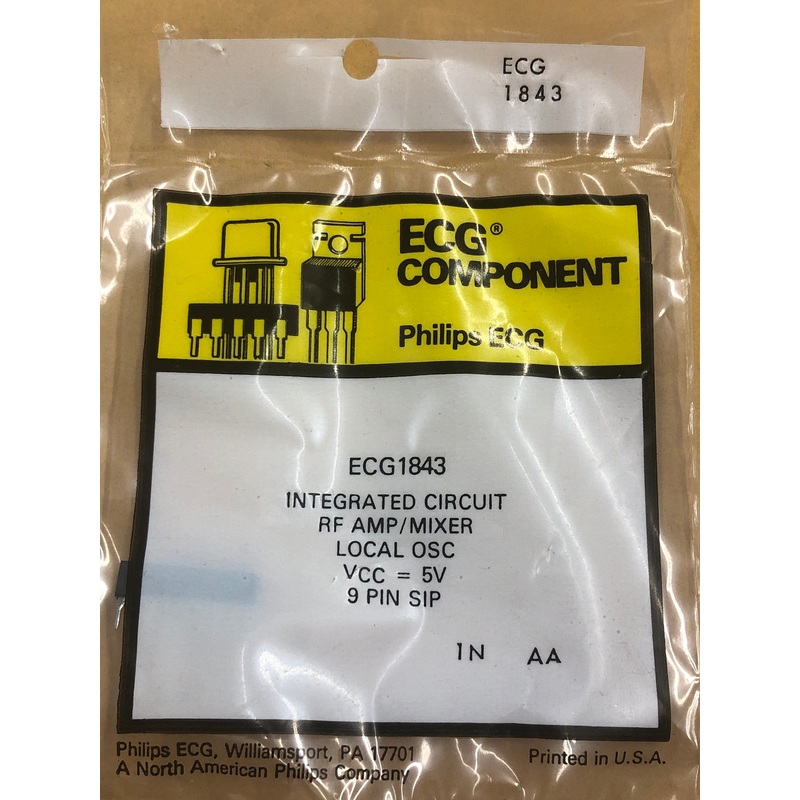 ECG
1843
ECG®
COMPONENT
Philips ECG
ECG1843
INTEGRATED CIRCUIT
RF AMP/MIXER
LOCAL OSC
VCC = 5V
9 PIN SIP
1N AA
Philips ECG, Williamsport, PA 17701
A North American Philips Company
Printed in U.S.A.